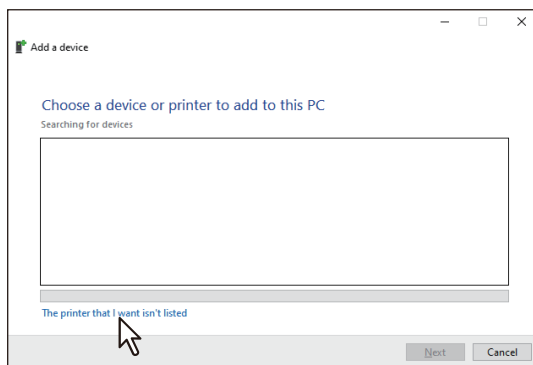 Add a device
Choose a device or printer to add to this PC
Searching for devices
The printer that I want isn't listed
Next
Cancel